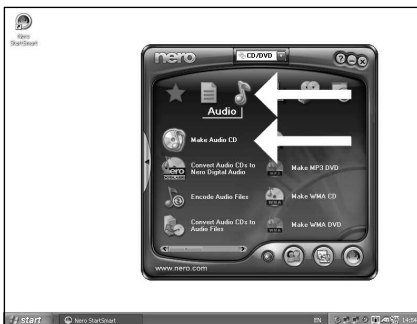 Nero
StartSmart
nero
CD/DVD
Audio
Make Audio CD
Convert Audio CDs to
Nero Digital Audio
Make MP3 DVD
Encode Audio Files
Make WMA CD
Convert Audio CDs to
Audio Files
Make WMA DVD
www.nero.com
start
Nero StartSmart
EN
14:54